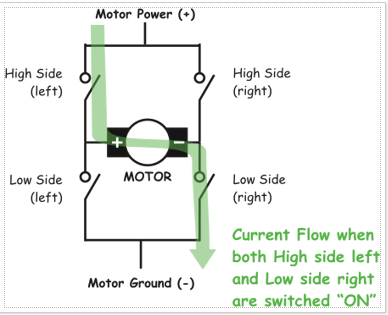 Motor Power (+)
High Side
(left)
High Side
(right)
+ -
MOTOR
Low Side
(left)
Low Side
(right)
Current Flow when
both High side left
and Low side right
are switched “ON”
Motor Ground (-)